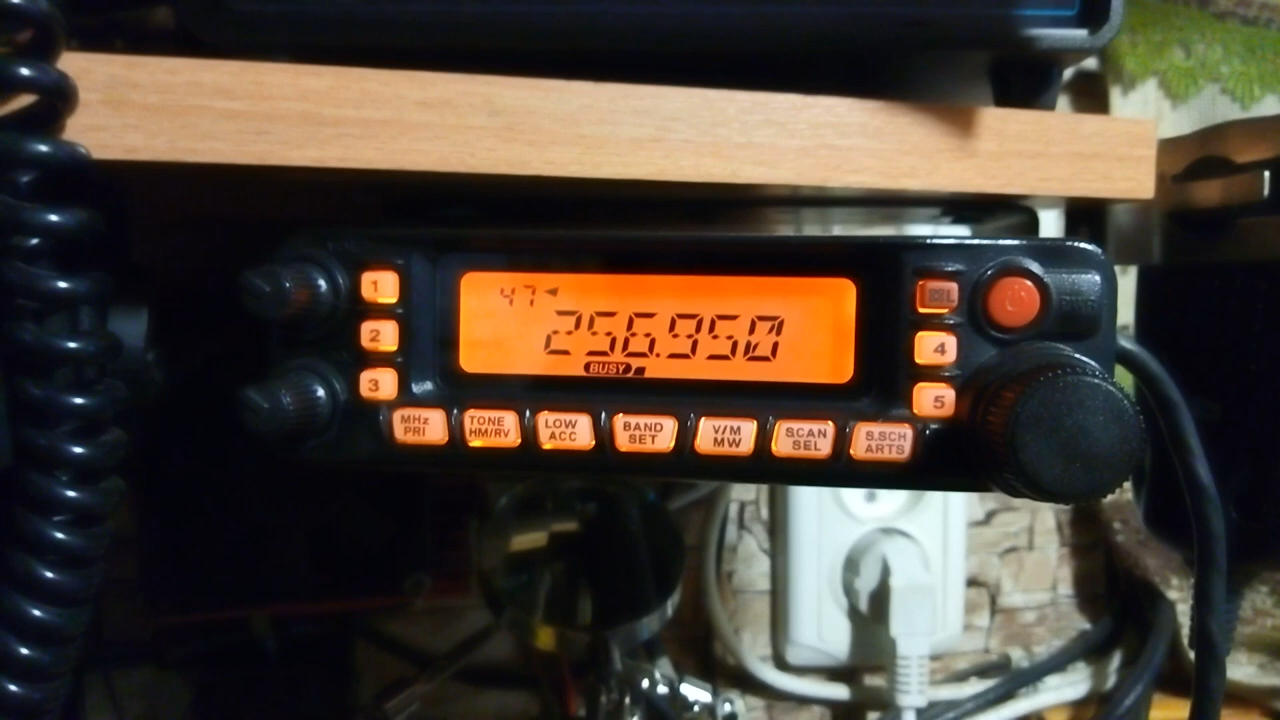 1
47
256.950
BUSY
2
3
MHz
PRI
TONE
HM/RV
LOW
ACC
BAND
SET
V/M
MW
SCAN
SEL
S.SCH
ARTS
4
5
PWR